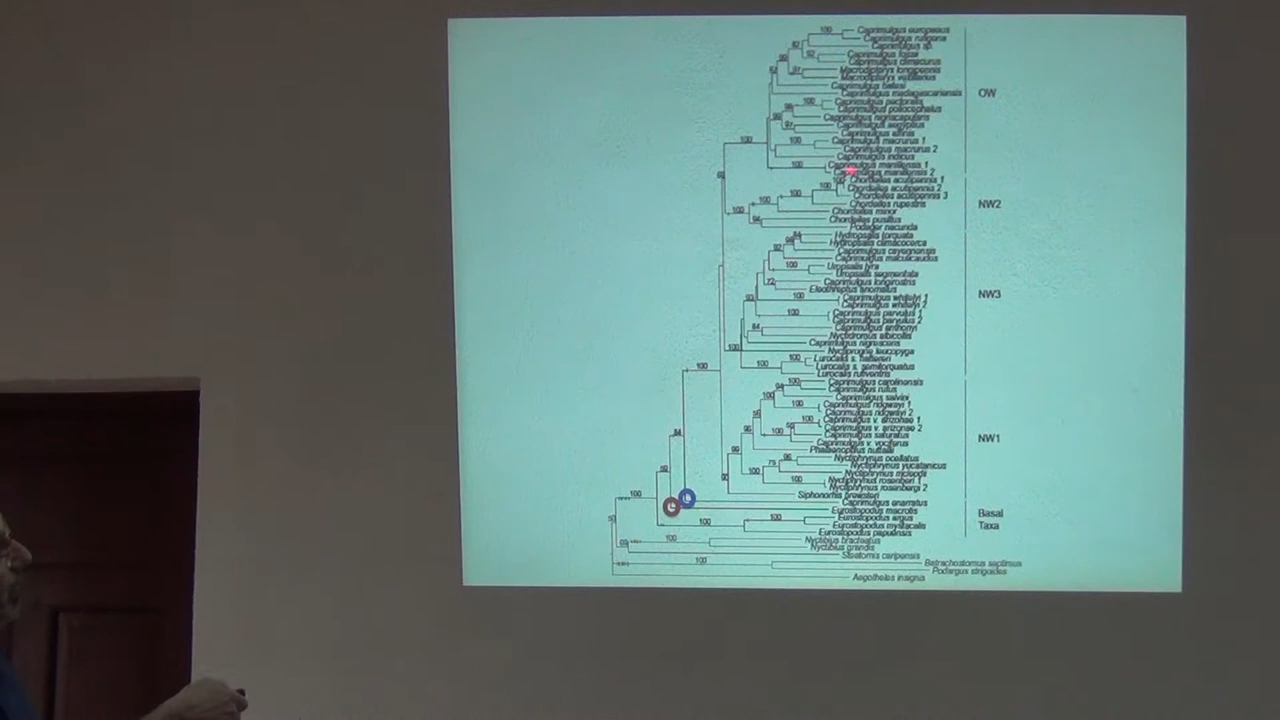 Caprimulgus europaeus
Caprimulgus rufigena
Caprimulgus sp.
Caprimulgus fossii
Caprimulgus climacurus
Macrodipteryx longipennis
Macrodipteryx vexillarius
Caprimulgus batesi
Caprimulgus madagascariensis
OW
Caprimulgus pectoralis
Caprimulgus poliocephalus
Caprimulgus nigriscapularis
Caprimulgus aegyptius
Caprimulgus affinis
Caprimulgus macrurus 1
Caprimulgus macrurus 2
Caprimulgus indicus
Caprimulgus manillensis 1
Caprimulgus manillensis 2
Chordeiles acutipennis 1
Chordeiles acutipennis 2
Chordeiles acutipennis 3
Chordeiles rupestris
NW2
Chordeiles minor
Chordeiles pusillus
Podager nacunda
Hydropsalis torquata
Hydropsalis climacocerca
Caprimulgus cayennensis
Caprimulgus maculicaudus
Uropsalis lyra
Uropsalis segmentata
Caprimulgus longirostris
Eleothreptus anomalus
NW3
Caprimulgus whitelyi 1
Caprimulgus whitelyi 2
Caprimulgus parvulus 1
Caprimulgus parvulus 2
Caprimulgus anthonyi
Nyctidromus albicollis
Caprimulgus nigrescens
Nyctiprogne leucopyga
Lurocalis s. nattereri
Lurocalis s. semitorquatus
Lurocalis rufiventris
Caprimulgus carolinensis
Caprimulgus rufus
Caprimulgus salvini
Caprimulgus ridgwayi 1
Caprimulgus ridgwayi 2
Caprimulgus v. arizonae 1
Caprimulgus v. arizonae 2
Caprimulgus saturatus
NW1
Caprimulgus v. vociferus
Phalaenoptilus nuttallii
Nyctiphrynus ocellatus
Nyctiphrynus yucatanicus
Nyctiphrynus mcleodii
Nyctiphrynus rosenbergi 1
Nyctiphrynus rosenbergi 2
Siphonorhis brewsteri
Caprimulgus enarratus
Eurostopodus macrotis
Basal
Eurostopodus argus
Eurostopodus mystacalis
Taxa
Eurostopodus papuensis
Nyctibius bracteatus
Nyctibius grandis
Steatornis caripensis
Batrachostomus septimus
Podargus strigoides
Aegotheles insignis